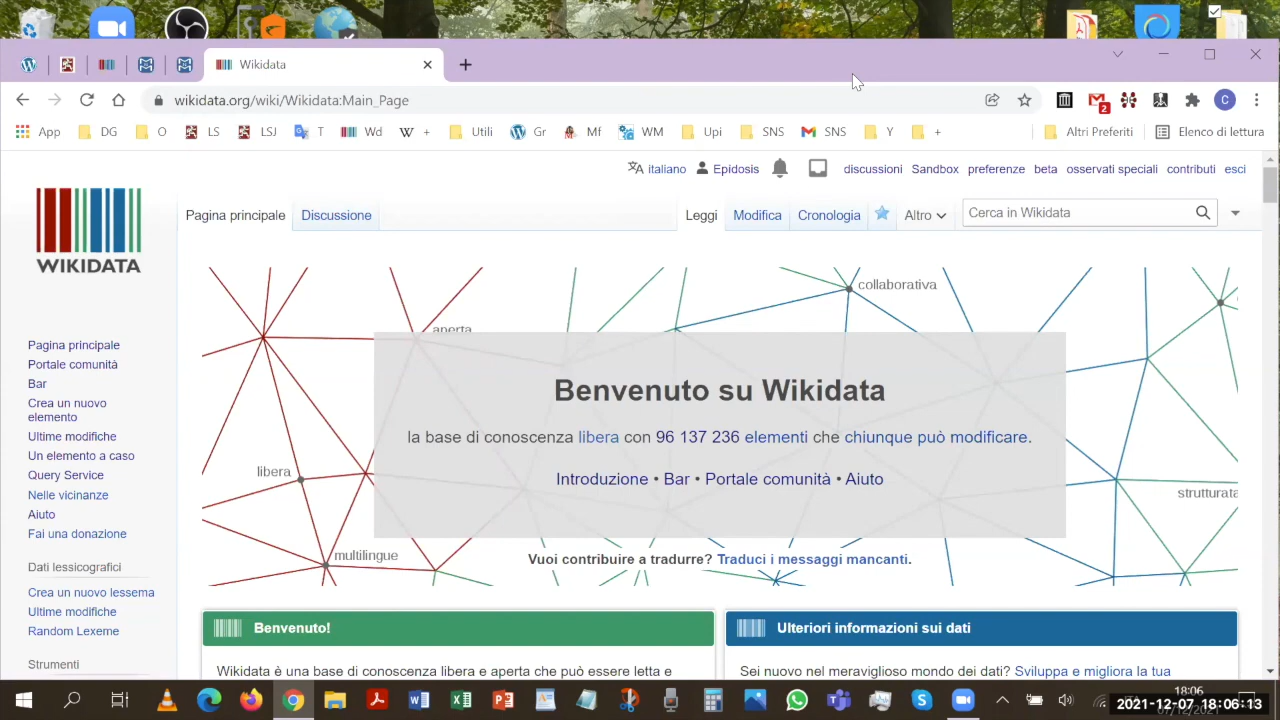 Wikidata
wikidata.org/wiki/Wikidata:Main_Page
2
C
App DG O LS LSJ T Wd + Utili Gr Mf WM Upi SNS SNS Y + Altri Preferiti Elenco di lettura
italiano Epidosis discussioni Sandbox preferenze beta osservati speciali contributi esci
WIKIDATA
Pagina principale Discussione Leggi Modifica Cronologia Altro Cerca in Wikidata
collaborativa
aperta
Benvenuto su Wikidata
la base di conoscenza libera con 96 137 236 elementi che chiunque può modificare.
Introduzione • Bar • Portale comunità • Aiuto
libera
strutturata
multilingue
Vuoi contribuire a tradurre? Traduci i messaggi mancanti.
Pagina principale
Portale comunità
Bar
Crea un nuovo
elemento
Ultime modifiche
Un elemento a caso
Query Service
Nelle vicinanze
Aiuto
Fai una donazione
Dati lessicografici
Crea un nuovo lessema
Ultime modifiche
Random Lexeme
Strumenti
Benvenuto!
Wikidata è una base di conoscenza libera e aperta che può essere letta e
Ulteriori informazioni sui dati
Sei nuovo nel meraviglioso mondo dei dati? Sviluppa e migliora la tua
18:06
2021-12-07 18:06:13